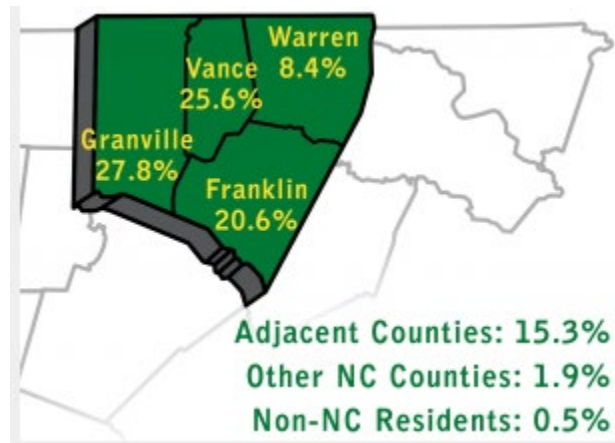 Warren
8.4%
Vance
25.6%
Granville
27.8%
Franklin
20.6%
Adjacent Counties: 15.3%
Other NC Counties: 1.9%
Non-NC Residents: 0.5%